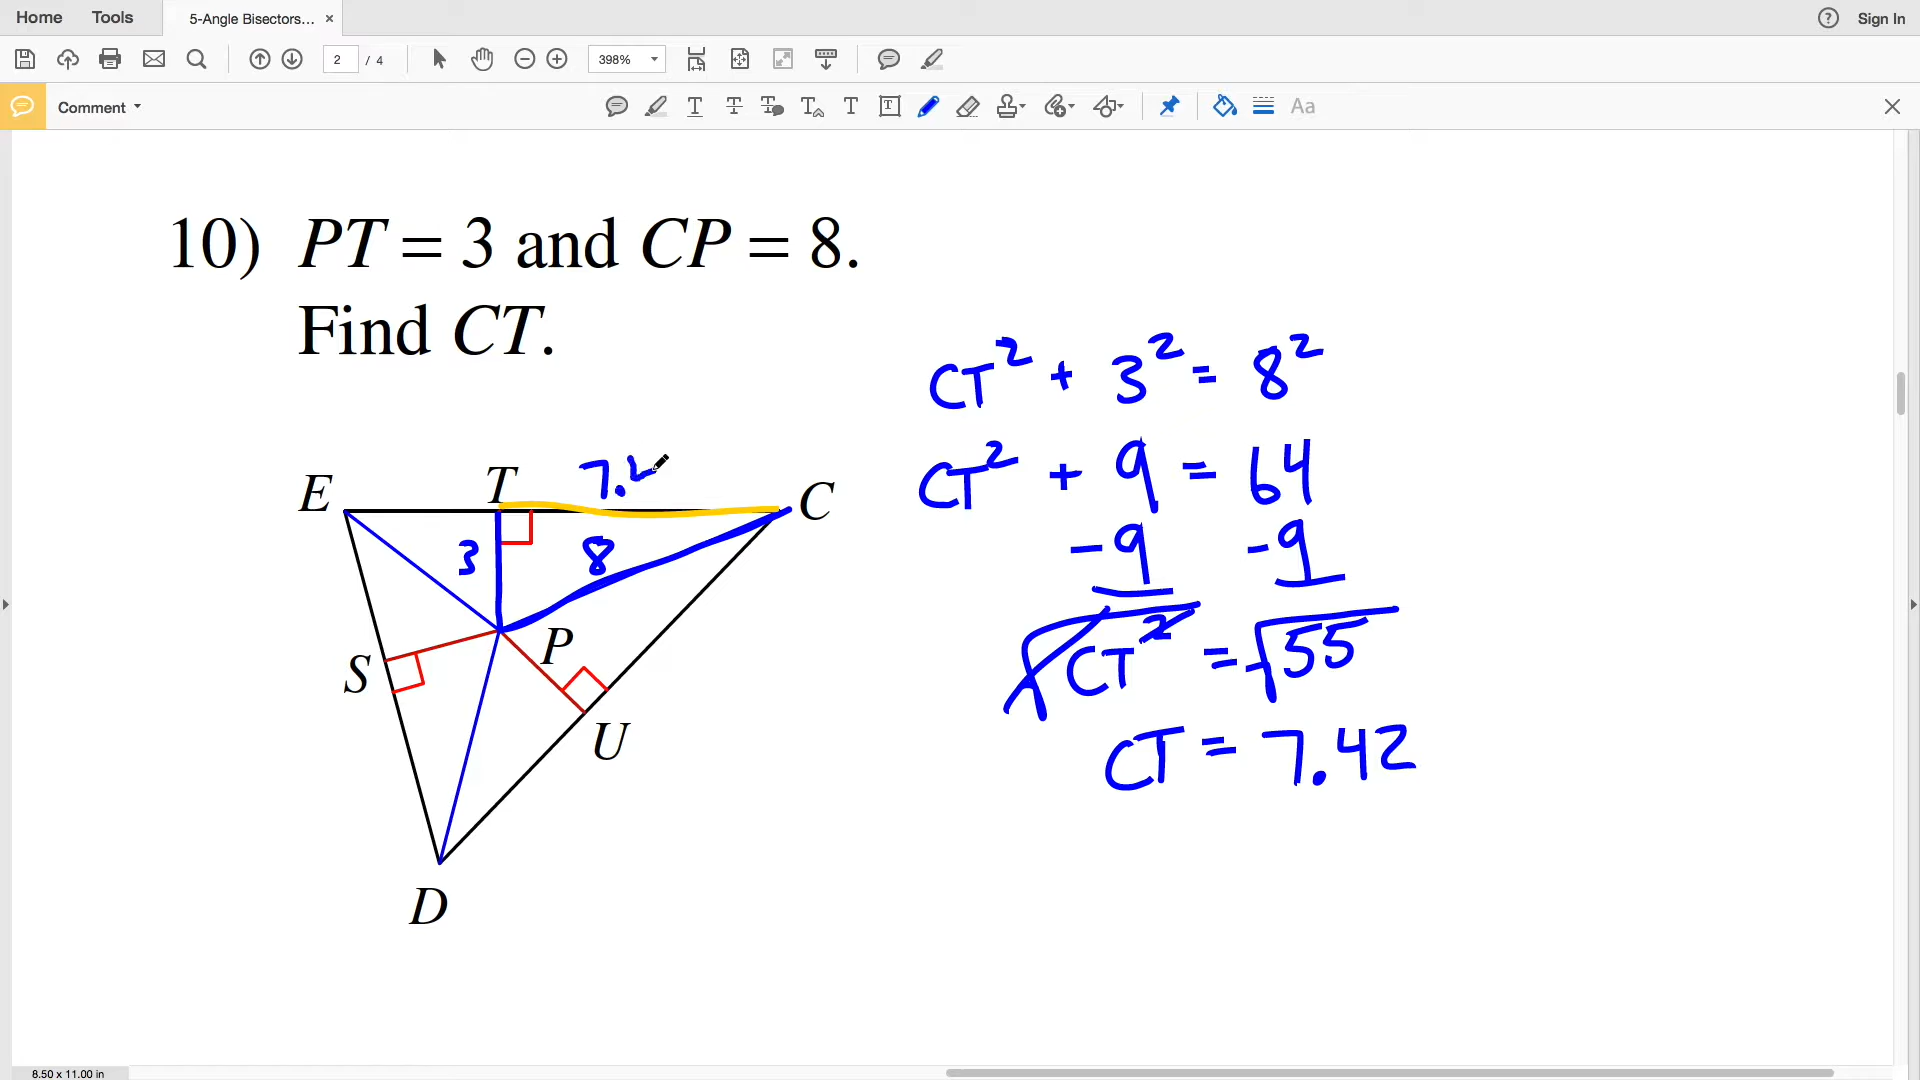 Home Tools 5-Angle Bisectors... × Sign In
2 / 4 398%
Comment Aa
10) PT = 3 and CP = 8.
Find CT.
CT² + 3² = 8²
CT² + 9 = 64
-9 -9
√CT² = √55
CT = 7.42
7.4
E T C
3 8
S P
U
D
8.50 x 11.00 in